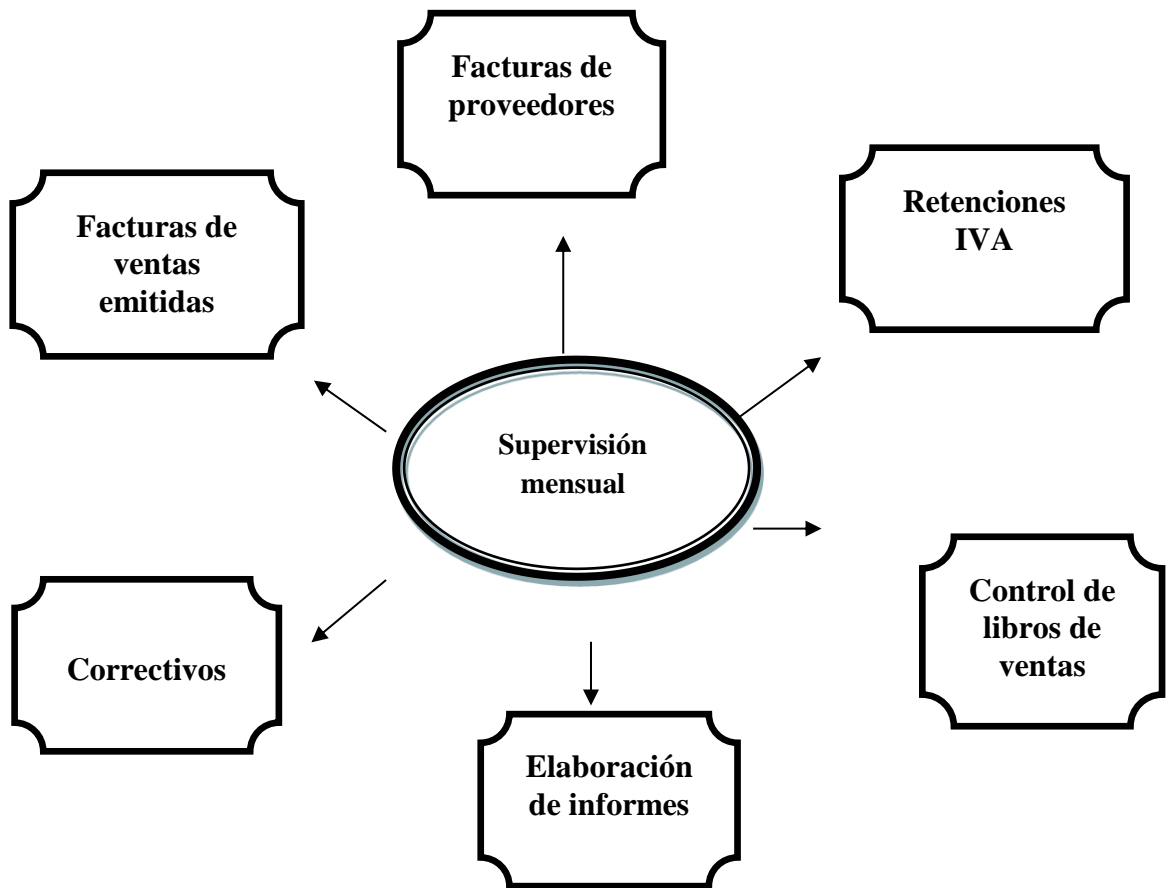 Facturas de
proveedores
Retenciones
IVA
Facturas de
ventas
emitidas
Supervisión
mensual
Control de
libros de
ventas
Correctivos
Elaboración
de informes